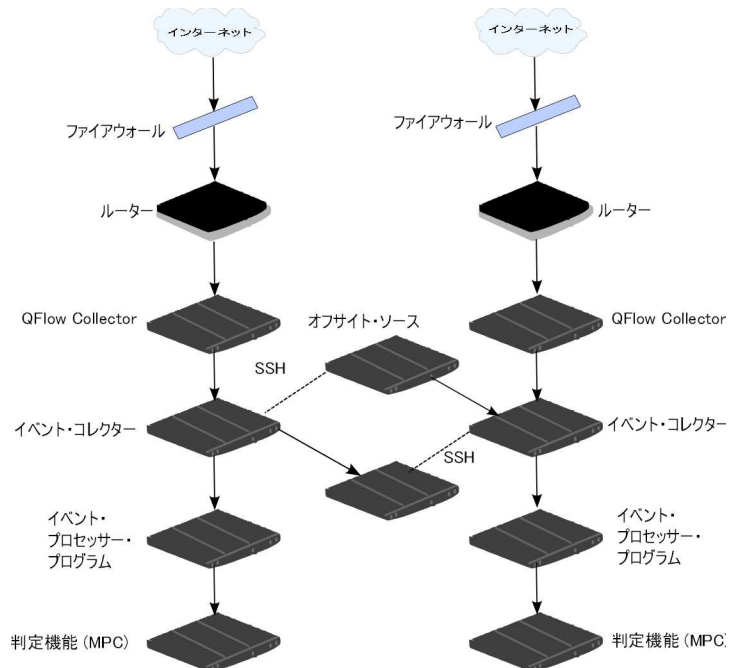 インターネット
インターネット
ファイアウォール
ファイアウォール
ルーター
ルーター
QFlow Collector
オフサイト・ソース
QFlow Collector
SSH
イベント・コレクター
イベント・コレクター
SSH
イベント・
プロセッサー・
プログラム
イベント・
プロセッサー・
プログラム
判定機能 (MPC)
判定機能 (MPC)